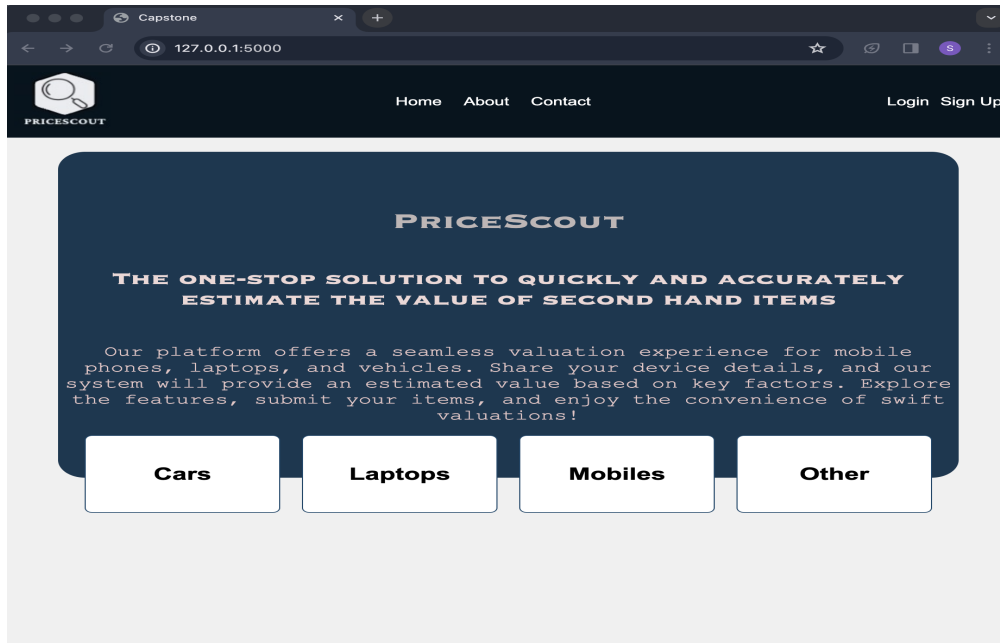 Capstone
127.0.0.1:5000
S
PRICESCOUT
Home About Contact
Login Sign Up
PRICESCOUT
THE ONE-STOP SOLUTION TO QUICKLY AND ACCURATELY
ESTIMATE THE VALUE OF SECOND HAND ITEMS
Our platform offers a seamless valuation experience for mobile
phones, laptops, and vehicles. Share your device details, and our
system will provide an estimated value based on key factors. Explore
the features, submit your items, and enjoy the convenience of swift
valuations!
Cars Laptops Mobiles Other